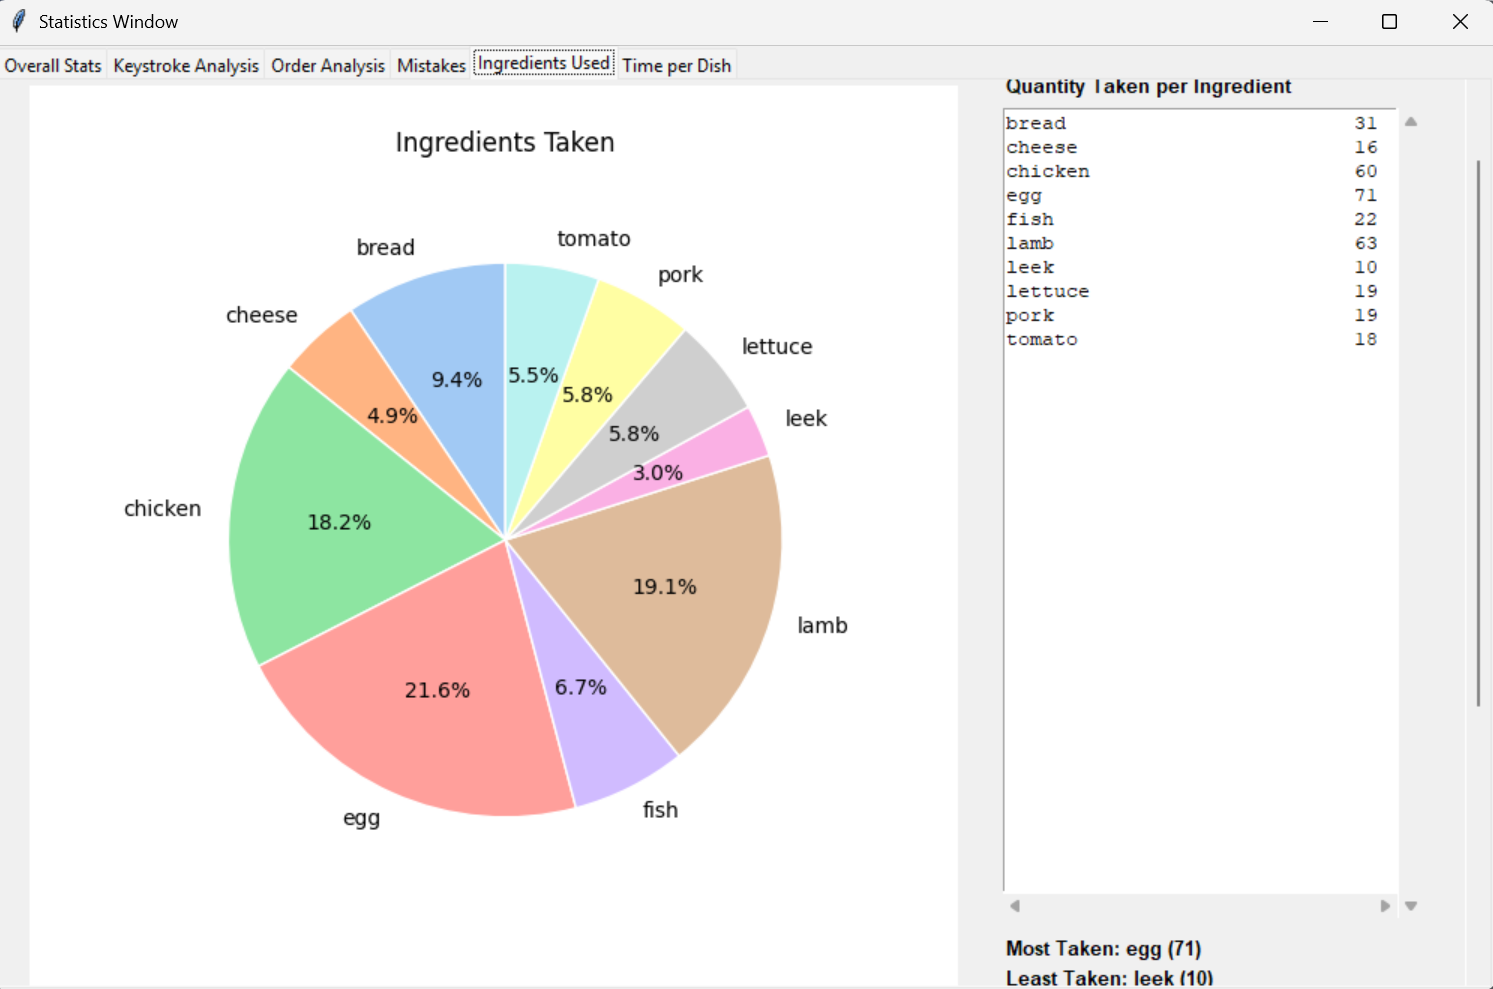 Statistics Window
Overall Stats Keystroke Analysis Order Analysis Mistakes Ingredients Used Time per Dish
Ingredients Taken
tomato
bread
pork
cheese
lettuce
leek
chicken
lamb
egg
fish
5.5%
9.4%
5.8%
4.9%
5.8%
3.0%
18.2%
19.1%
6.7%
21.6%
Quantity Taken per Ingredient
bread 31
cheese 16
chicken 60
egg 71
fish 22
lamb 63
leek 10
lettuce 19
pork 19
tomato 18
Most Taken: egg (71)
Least Taken: leek (10)